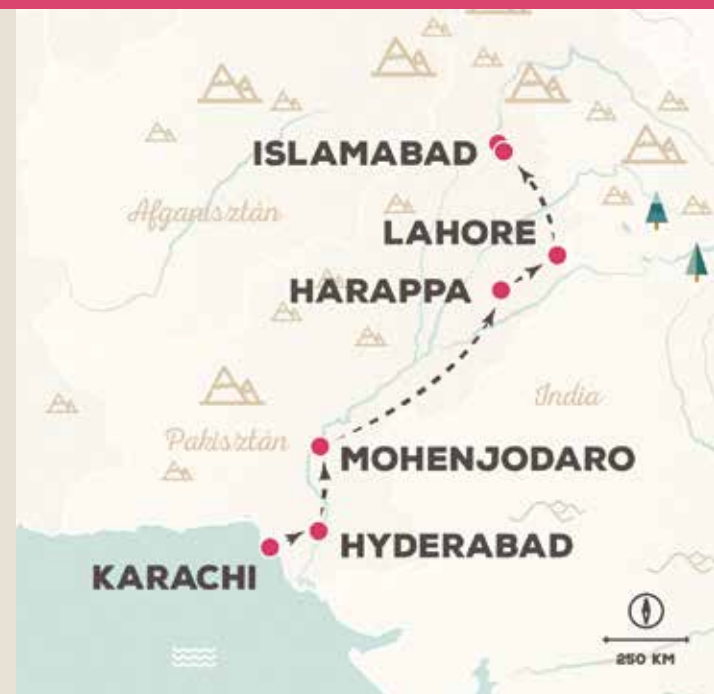 ISLAMABAD
Afganisztán
LAHORE
HARAPPA
India
Pakisztán
MOHENJODARO
HYDERABAD
KARACHI
250 KM